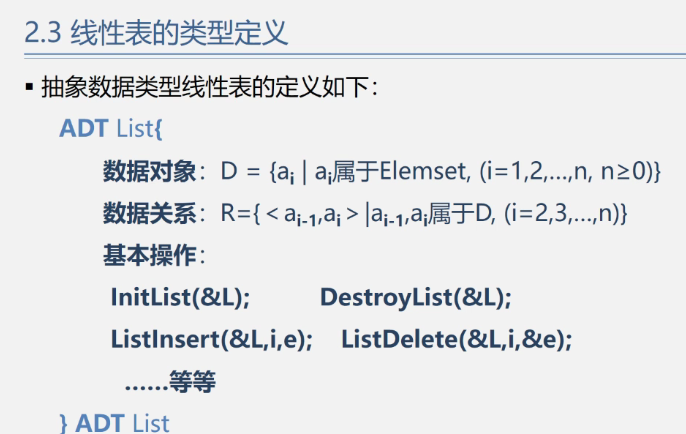 2.3 线性表的类型定义
▪ 抽象数据类型线性表的定义如下：
ADT List{
数据对象：D = {ai | ai属于Elemset, (i=1,2,...,n, n≥0)}
数据关系：R={ < ai-1,ai > |ai-1,ai属于D, (i=2,3,...,n)}
基本操作：
InitList(&L); DestroyList(&L);
ListInsert(&L,i,e); ListDelete(&L,i,&e);
......等等
} ADT List